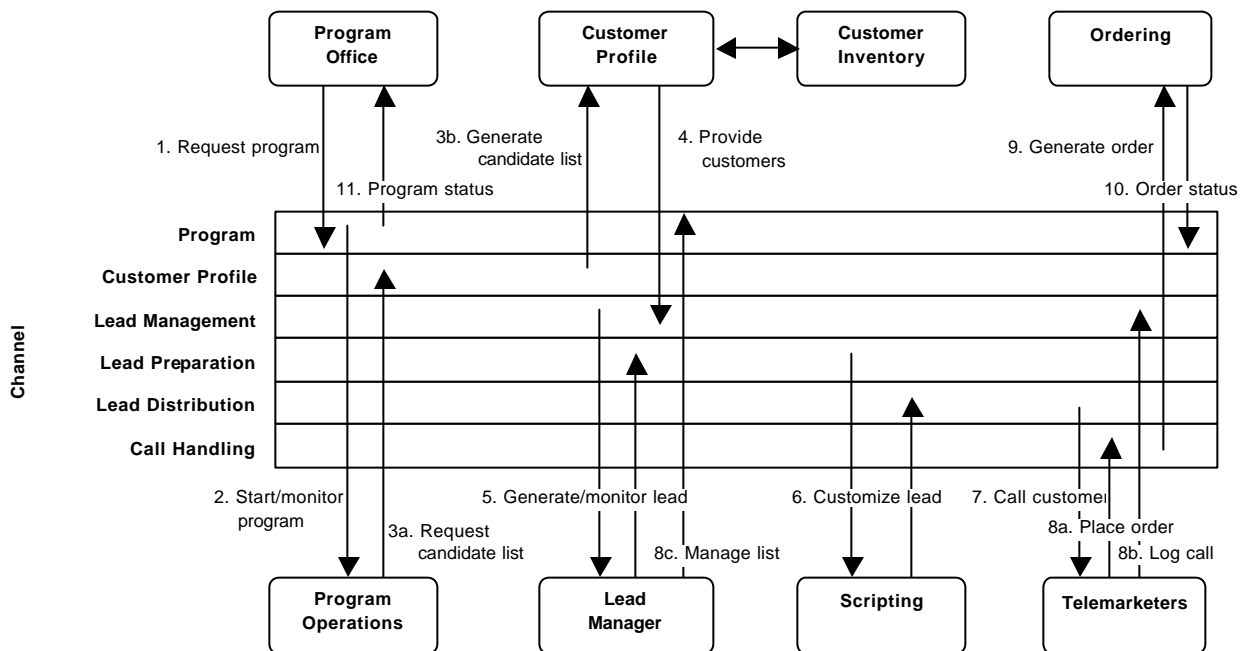 Program
Office
Customer
Profile
Customer
Inventory
Ordering
1. Request program
3b. Generate
candidate list
4. Provide
customers
9. Generate order
11. Program status
10. Order status
Channel
Program
Customer Profile
Lead Management
Lead Preparation
Lead Distribution
Call Handling
2. Start/monitor
program
3a. Request
candidate list
5. Generate/monitor lead
8c. Manage list
6. Customize lead
7. Call customer
8a. Place order
8b. Log call
Program
Operations
Lead
Manager
Scripting
Telemarketers